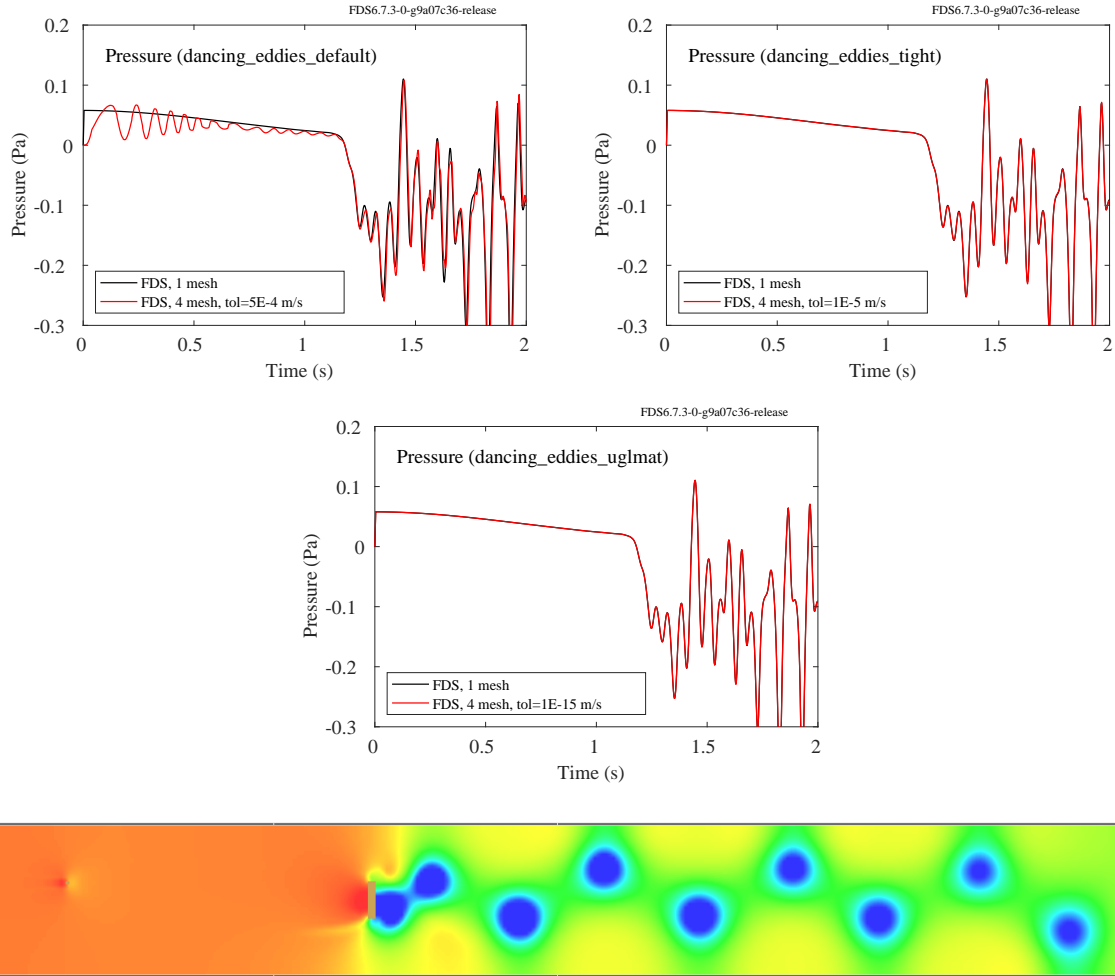 FDS6.7.3-0-g9a07c36-release
Pressure (dancing_eddies_default)
0.2
0.1
0
-0.1
-0.2
-0.3
Pressure (Pa)
FDS, 1 mesh
FDS, 4 mesh, tol=5E-4 m/s
0
0.5
1
1.5
2
Time (s)
FDS6.7.3-0-g9a07c36-release
Pressure (dancing_eddies_tight)
0.2
0.1
0
-0.1
-0.2
-0.3
Pressure (Pa)
FDS, 1 mesh
FDS, 4 mesh, tol=1E-5 m/s
0
0.5
1
1.5
2
Time (s)
FDS6.7.3-0-g9a07c36-release
Pressure (dancing_eddies_uglmat)
0.2
0.1
0
-0.1
-0.2
-0.3
Pressure (Pa)
FDS, 1 mesh
FDS, 4 mesh, tol=1E-15 m/s
0
0.5
1
1.5
2
Time (s)